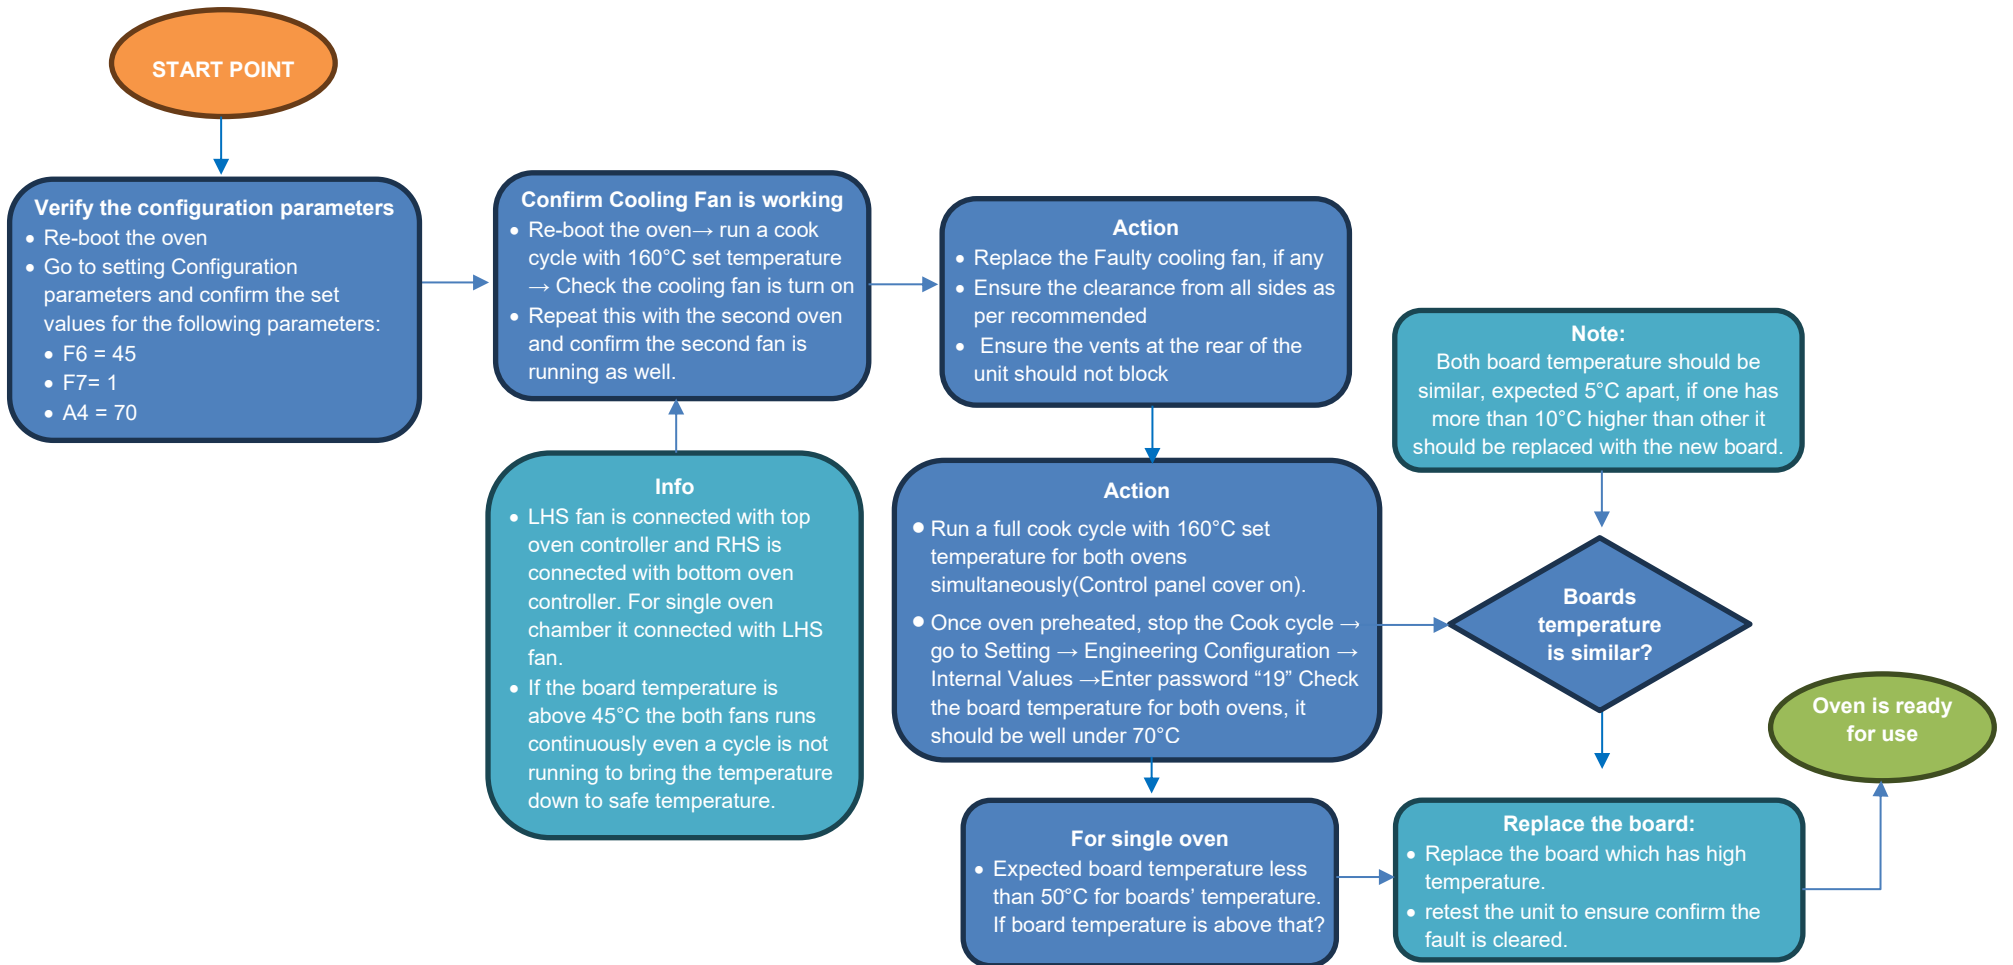 START POINT
Verify the configuration parameters
• Re-boot the oven
• Go to setting Configuration
parameters and confirm the set
values for the following parameters:
• F6 = 45
• F7= 1
• A4 = 70
Confirm Cooling Fan is working
• Re-boot the oven→ run a cook
cycle with 160°C set temperature
→ Check the cooling fan is turn on
• Repeat this with the second oven
and confirm the second fan is
running as well.
Info
• LHS fan is connected with top
oven controller and RHS is
connected with bottom oven
controller. For single oven
chamber it connected with LHS
fan.
• If the board temperature is
above 45°C the both fans runs
continuously even a cycle is not
running to bring the temperature
down to safe temperature.
Action
• Replace the Faulty cooling fan, if any
• Ensure the clearance from all sides as
per recommended
• Ensure the vents at the rear of the
unit should not block
Action
• Run a full cook cycle with 160°C set
temperature for both ovens
simultaneously(Control panel cover on).
• Once oven preheated, stop the Cook cycle →
go to Setting → Engineering Configuration →
Internal Values →Enter password “19” Check
the board temperature for both ovens, it
should be well under 70°C
For single oven
• Expected board temperature less
than 50°C for boards’ temperature.
If board temperature is above that?
Note:
Both board temperature should be
similar, expected 5°C apart, if one has
more than 10°C higher than other it
should be replaced with the new board.
Boards
temperature
is similar?
Replace the board:
• Replace the board which has high
temperature.
• retest the unit to ensure confirm the
fault is cleared.
Oven is ready
for use